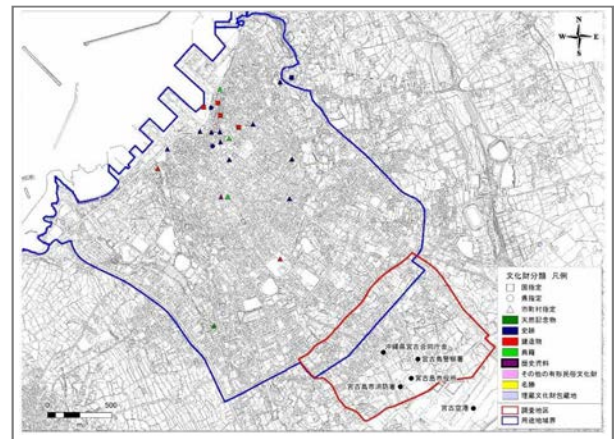 N
W E
S
文化財分類 凡例
国指定
県指定
市町村指定
天然記念物
史跡
建造物
典籍
歴史資料
その他の有形民俗文化財
名勝
埋蔵文化財包蔵地
調査地区
用途地域界
沖縄県宮古合同庁舎
宮古島警察署
宮古島市役所
宮古島市消防署
宮古空港
0 500